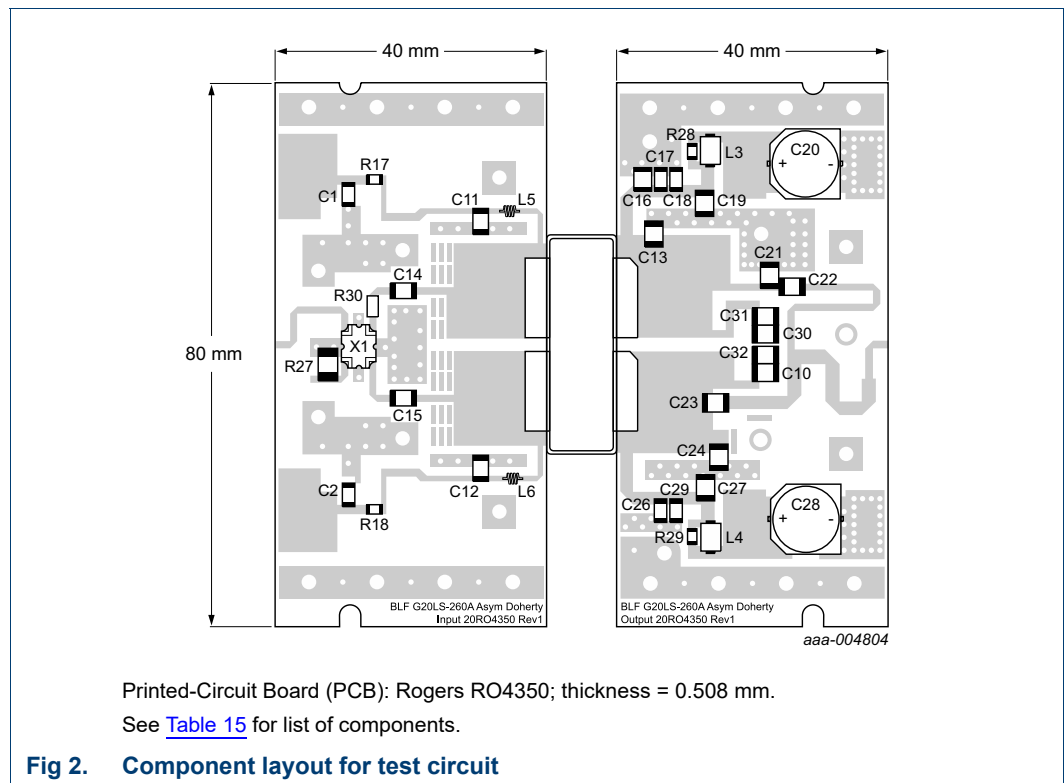 40 mm
40 mm
80 mm
R17
C1
C11
L5
C14
R30
X1
R27
C15
C12
L6
C2
R18
R28
L3
C20
+
-
C17
C16
C18
C19
C13
C21
C22
C31
C30
C32
C10
C23
C24
C29
C27
C26
C28
+
-
R29
L4
BLF G20LS-260A Asym Doherty
Input 20RO4350 Rev1
BLF G20LS-260A Asym Doherty
Output 20RO4350 Rev1
aaa-004804
Printed-Circuit Board (PCB): Rogers RO4350; thickness = 0.508 mm.
See Table 15 for list of components.
Fig 2. Component layout for test circuit